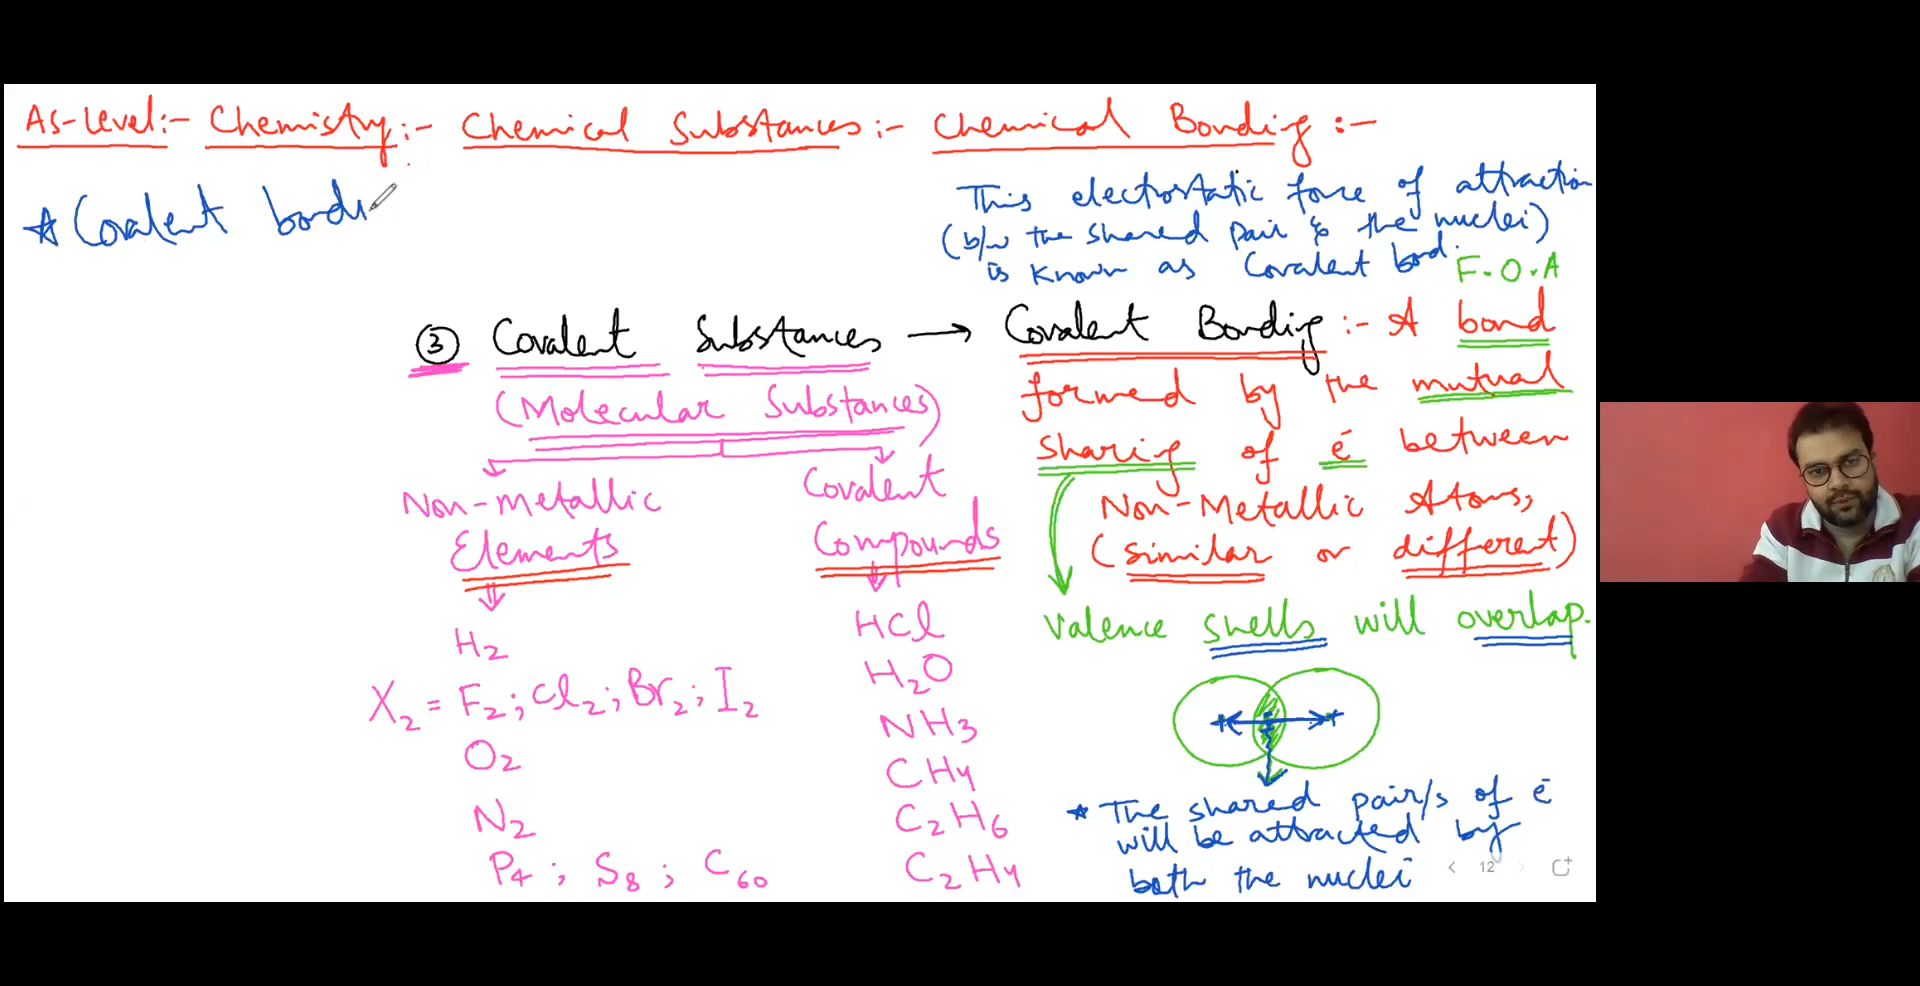 As-Level:- Chemistry:- Chemical Substances:- Chemical Bonding:-
* Covalent bond
This electrostatic force of attraction
(b/w the shared pair & the nuclei)
is known as Covalent bond.
F.O.A
③ Covalent Substances → Covalent Bonding:- A bond
formed by the mutual
sharing of e⁻ between
Non-Metallic Atoms,
(similar or different)
(Molecular Substances)
Non-metallic
Elements
H₂
X₂ = F₂; Cl₂; Br₂; I₂
O₂
N₂
P₄ ; S₈ ; C₆₀
Covalent
Compounds
HCl
H₂O
NH₃
CH₄
C₂H₆
C₂H₄
Valence shells will overlap.
* The shared pair/s of e⁻
will be attracted by
both the nuclei
< 12 >